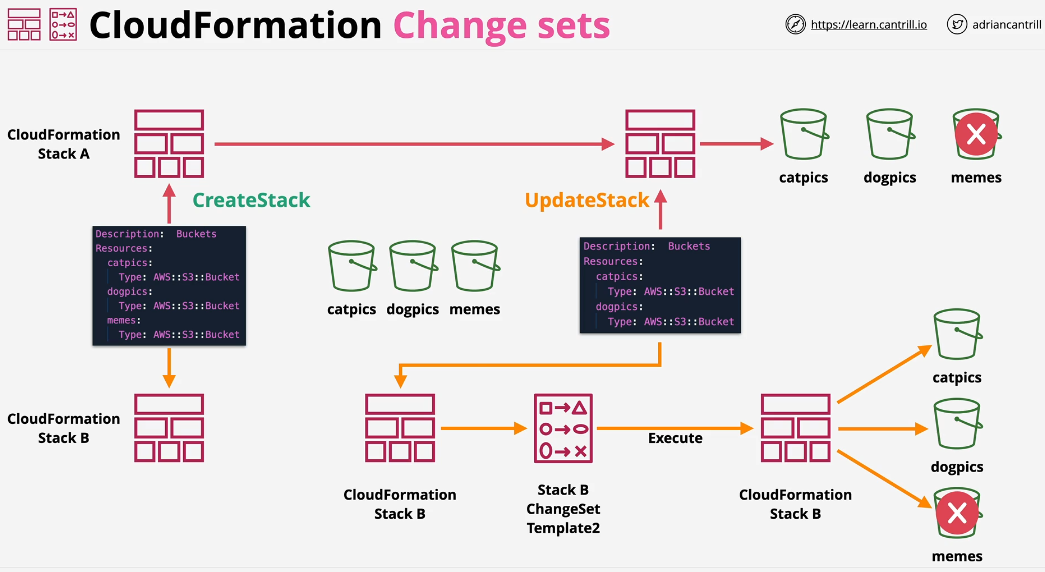 CloudFormation Change sets
https://learn.cantrill.io
adriancantrill
CloudFormation
Stack A
catpics
dogpics
memes
CreateStack
UpdateStack
Description:  Buckets
Resources:
catpics:
Type: AWS::S3::Bucket
dogpics:
Type: AWS::S3::Bucket
memes:
Type: AWS::S3::Bucket
catpics
dogpics
memes
Description:  Buckets
Resources:
catpics:
Type: AWS::S3::Bucket
dogpics:
Type: AWS::S3::Bucket
CloudFormation
Stack B
CloudFormation
Stack B
Stack B
ChangeSet
Template2
Execute
CloudFormation
Stack B
catpics
dogpics
memes